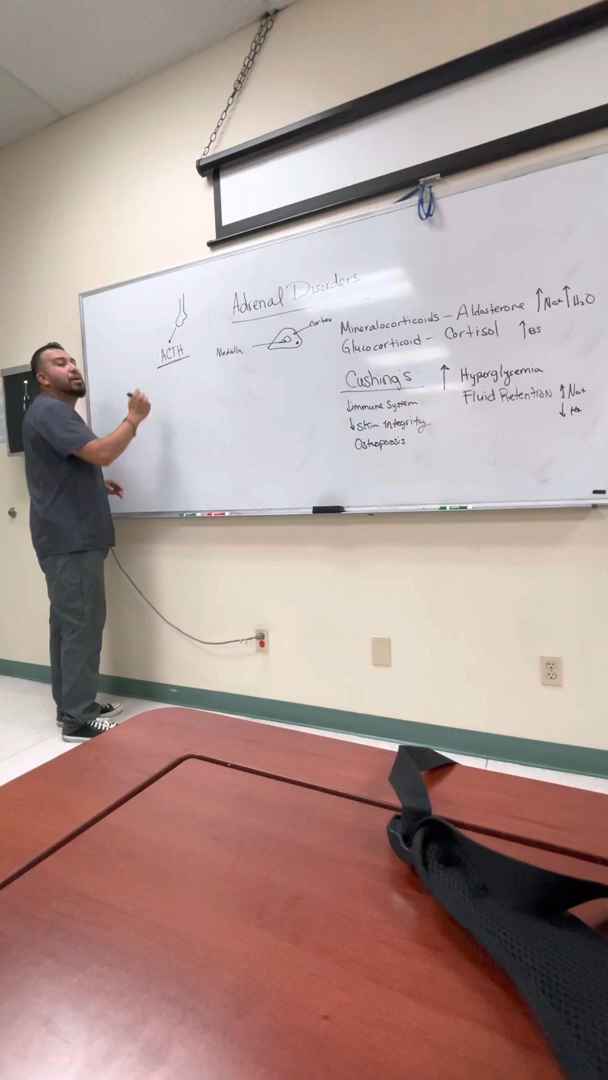 Adrenal Disorders
ACTH
Medulla
cortex
Mineralocorticoids - Aldosterone ↑Na+ ↑H₂O
Glucocorticoid - Cortisol ↑BS
Cushing's ↑ Hyperglycemia
Fluid Retention ↑Na+
↓K+
↓immune System
↓Skin Integrity
Osteoporosis